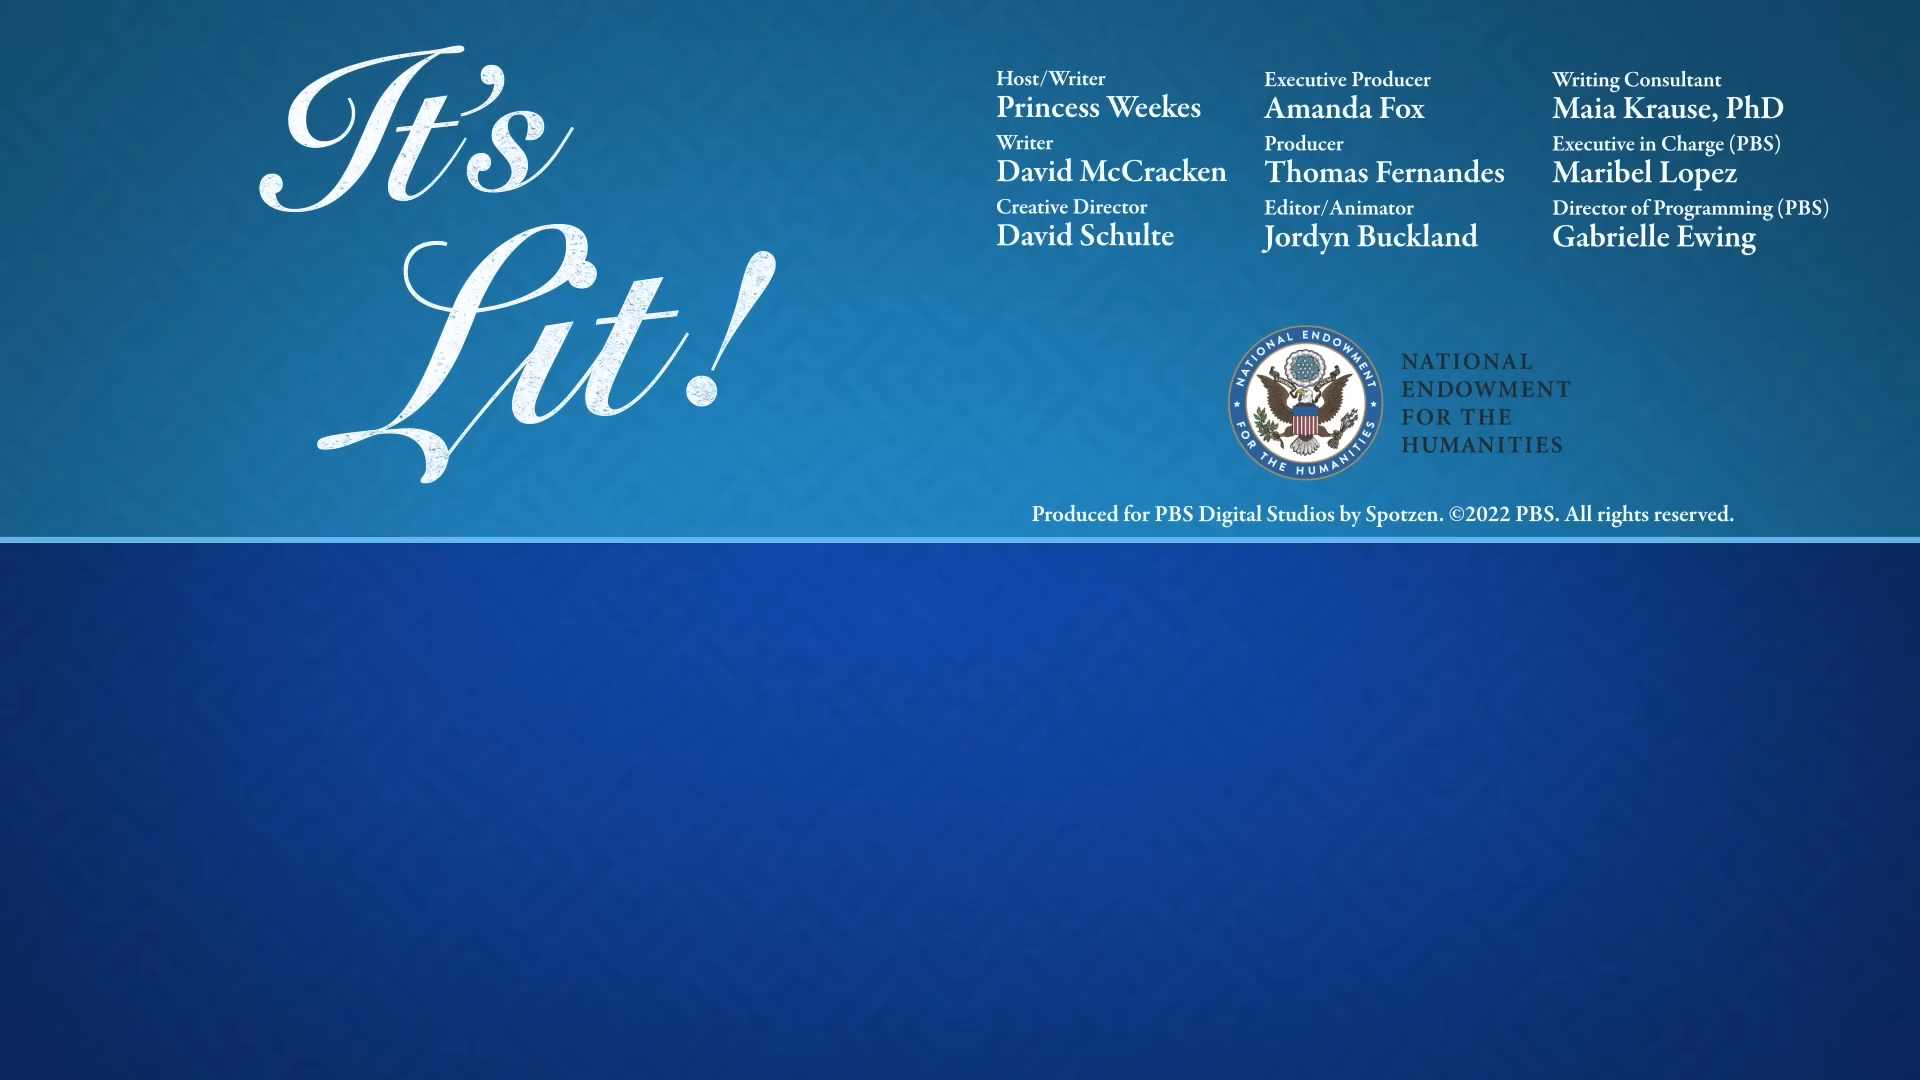 It's
Lit!
Host/Writer
Princess Weekes
Writer
David McCracken
Creative Director
David Schulte
Executive Producer
Amanda Fox
Producer
Thomas Fernandes
Editor/Animator
Jordyn Buckland
Writing Consultant
Maia Krause, PhD
Executive in Charge (PBS)
Maribel Lopez
Director of Programming (PBS)
Gabrielle Ewing
NATIONAL ENDOWMENT
FOR THE HUMANITIES
NATIONAL
ENDOWMENT
FOR THE
HUMANITIES
Produced for PBS Digital Studios by Spotzen. ©2022 PBS. All rights reserved.